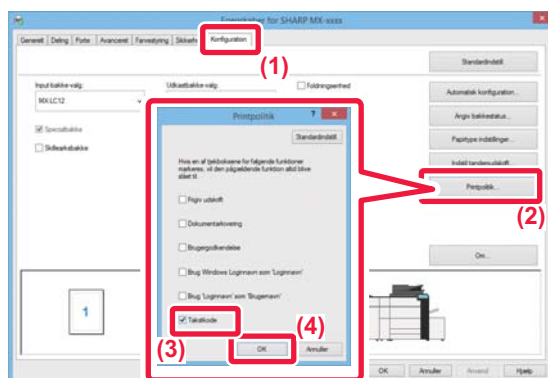 Egenskaber for SHARP MX-xxxx
Generelt Deling Porte Avanceret Farvestyring Sikkerhed Konfiguration
(1)
Standardindstil.
Input bakke-valg:
Udkastbakke-valg:
Foldningsenhed
MX-LC12
Automatisk konfiguration...
Angiv bakkestatus...
Specialbakke
Papirtype indstillinger...
Skillearksbakke
Indstil tandemudskrift...
Printpolitik...
(2)
Om...
Printpolitik
?
Standardindstil.
Hvis en af tjekboksene for følgende funktioner
markeres, vil den pågældende funktion altid blive
slået til.
Frigiv udskrift
Dokumentarkivering
Brugergodkendelse
Brug Windows Loginnavn som 'Loginnavn'
Brug 'Loginnavn' som 'Brugernavn'
Takstkode
(3)
(4)
OK Annuller
1
OK Annuller Anvend Hjælp